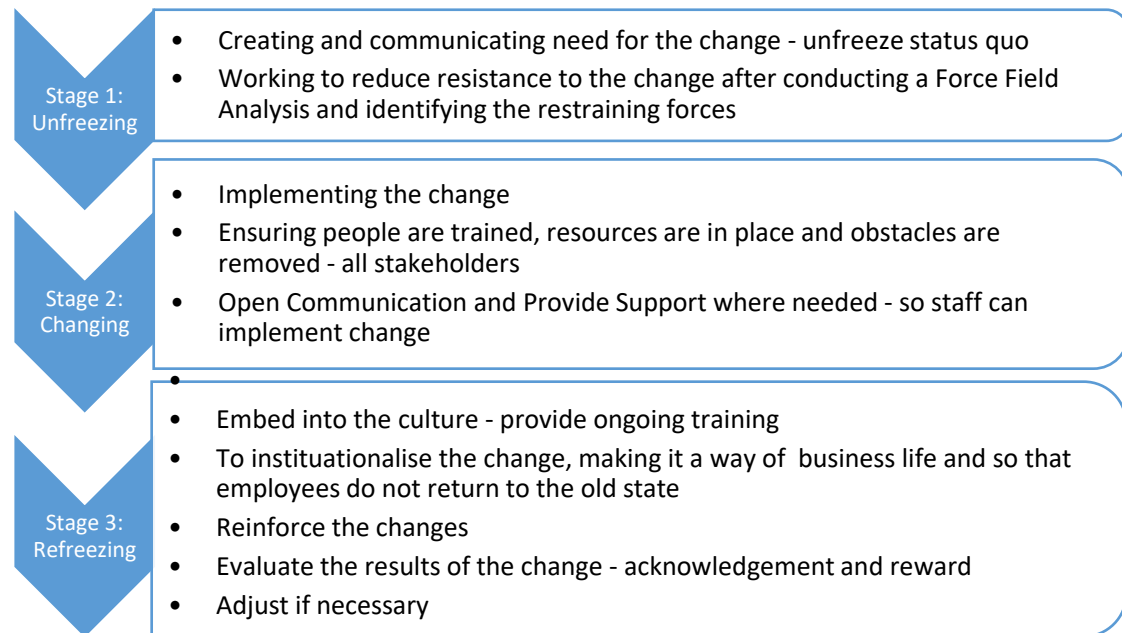 Stage 1:
Unfreezing
• Creating and communicating need for the change - unfreeze status quo
• Working to reduce resistance to the change after conducting a Force Field
Analysis and identifying the restraining forces
Stage 2:
Changing
• Implementing the change
• Ensuring people are trained, resources are in place and obstacles are
removed - all stakeholders
• Open Communication and Provide Support where needed - so staff can
implement change
•
Stage 3:
Refreezing
• Embed into the culture - provide ongoing training
• To instituationalise the change, making it a way of business life and so that
employees do not return to the old state
• Reinforce the changes
• Evaluate the results of the change - acknowledgement and reward
• Adjust if necessary